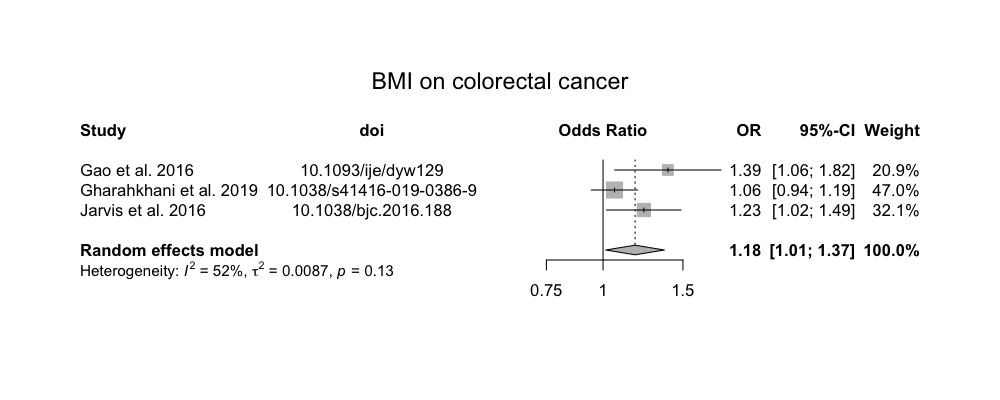 BMI on colorectal cancer
Study doi Odds Ratio OR 95%-CI Weight
Gao et al. 2016 10.1093/ije/dyw129 1.39 [1.06; 1.82] 20.9%
Gharahkhani et al. 2019 10.1038/s41416-019-0386-9 1.06 [0.94; 1.19] 47.0%
Jarvis et al. 2016 10.1038/bjc.2016.188 1.23 [1.02; 1.49] 32.1%
Random effects model 1.18 [1.01; 1.37] 100.0%
Heterogeneity: I² = 52%, τ² = 0.0087, p = 0.13
0.75 1 1.5